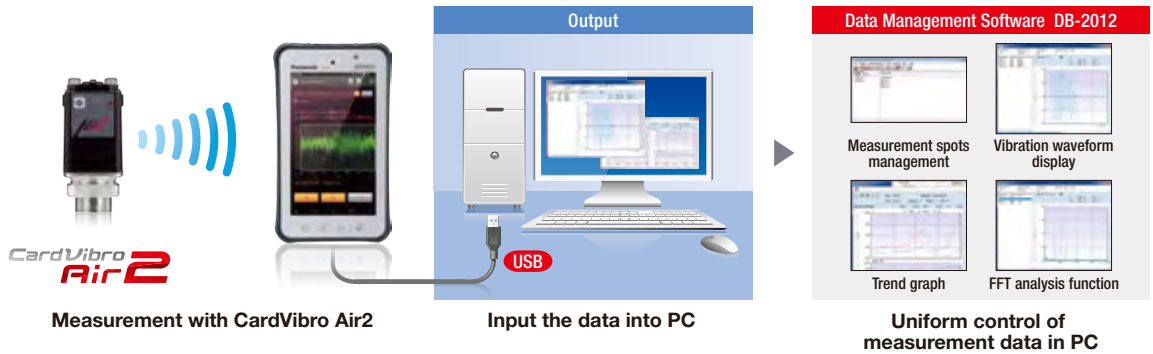 Output
Data Management Software DB-2012
Panasonic
Measurement spots
management
Vibration waveform
display
CardVibro
Air2
USB
Trend graph
FFT analysis function
Measurement with CardVibro Air2
Input the data into PC
Uniform control of
measurement data in PC